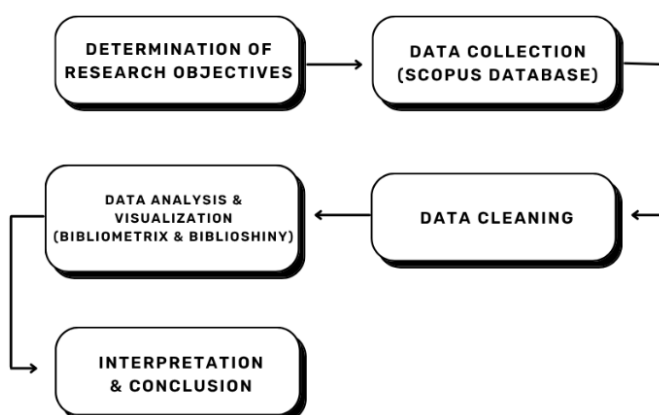 DETERMINATION OF
RESEARCH OBJECTIVES
DATA COLLECTION
(SCOPUS DATABASE)
DATA CLEANING
DATA ANALYSIS &
VISUALIZATION
(BIBLIOMETRIX & BIBLIOSHINY)
INTERPRETATION
& CONCLUSION